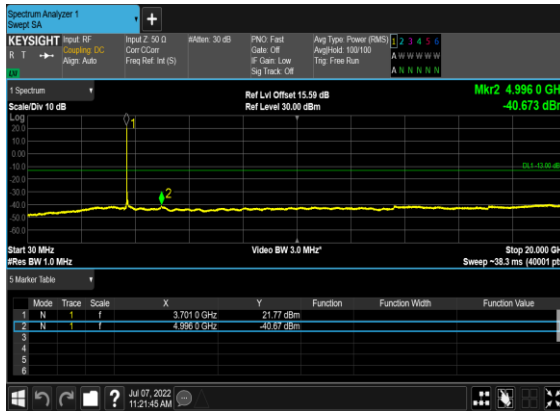 Spectrum Analyzer 1
Swept SA
KEYSIGHT Input: RF Input Z: 50 Ω #Atten: 30 dB PNO: Fast Avg Type: Power (RMS) 1 2 3 4 5 6
R T Coupling: DC Corr CCorr Gate: Off Avg|Hold: 100/100 A W W W W W
Align: Auto Freq Ref: Int (S) IF Gain: Low Trig: Free Run
Sig Track: Off A N N N N N
LXI
1 Spectrum Ref Lvl Offset 15.59 dB Mkr2 4.996 0 GHz
Scale/Div 10 dB Ref Level 30.00 dBm -40.673 dBm
Log
1
20.0
10.0
0.00
-10.0
DL1 -13.00 dB
-20.0
-30.0
2
-40.0
-50.0
-60.0
Start 30 MHz Video BW 3.0 MHz* Stop 20.000 GHz
#Res BW 1.0 MHz Sweep ~38.3 ms (40001 pts
5 Marker Table
Mode Trace Scale X Y Function Function Width Function Value
1 N 1 f 3.701 0 GHz 21.77 dBm
2 N 1 f 4.996 0 GHz -40.67 dBm
3
4
5
6
? Jul 07, 2022
11:21:45 AM